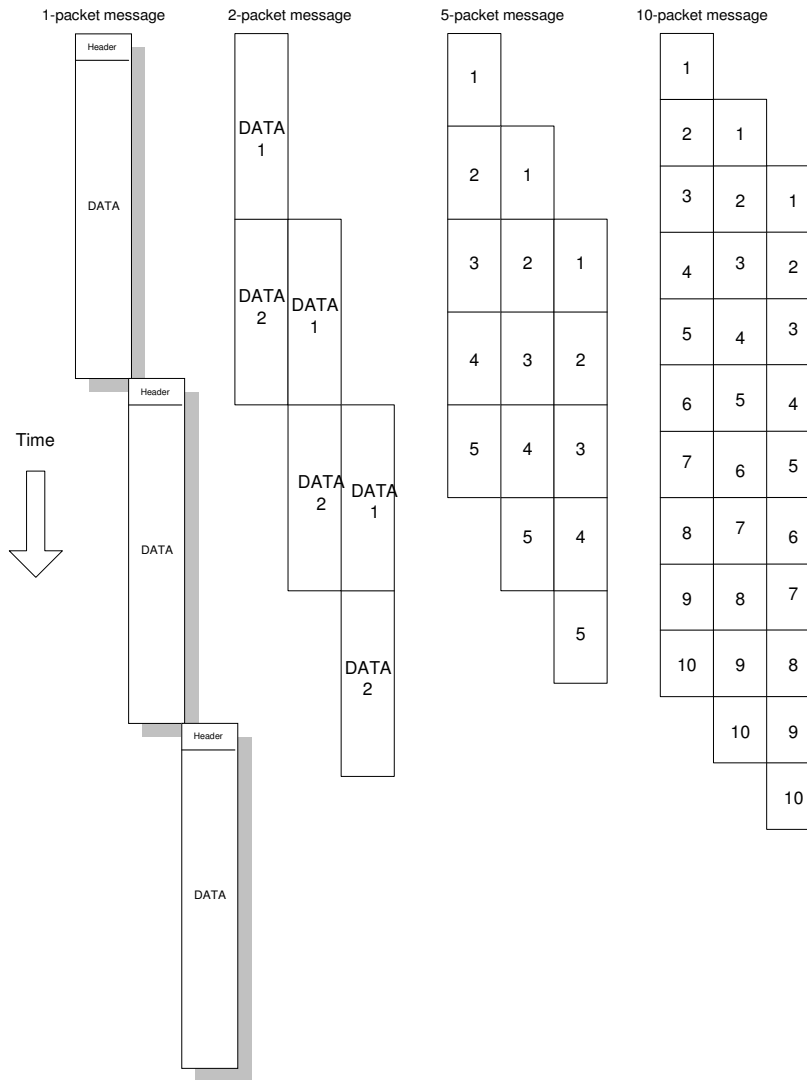 1-packet message
2-packet message
5-packet message
10-packet message
Header
DATA
Header
DATA
Header
DATA
Time
DATA
1
DATA
2
DATA
1
DATA
2
DATA
1
DATA
2
1
2 1
3 2 1
4 3 2
5 4 3
5 4
5
1
2 1
3 2 1
4 3 2
5 4 3
6 5 4
7 6 5
8 7 6
9 8 7
10 9 8
10 9
10